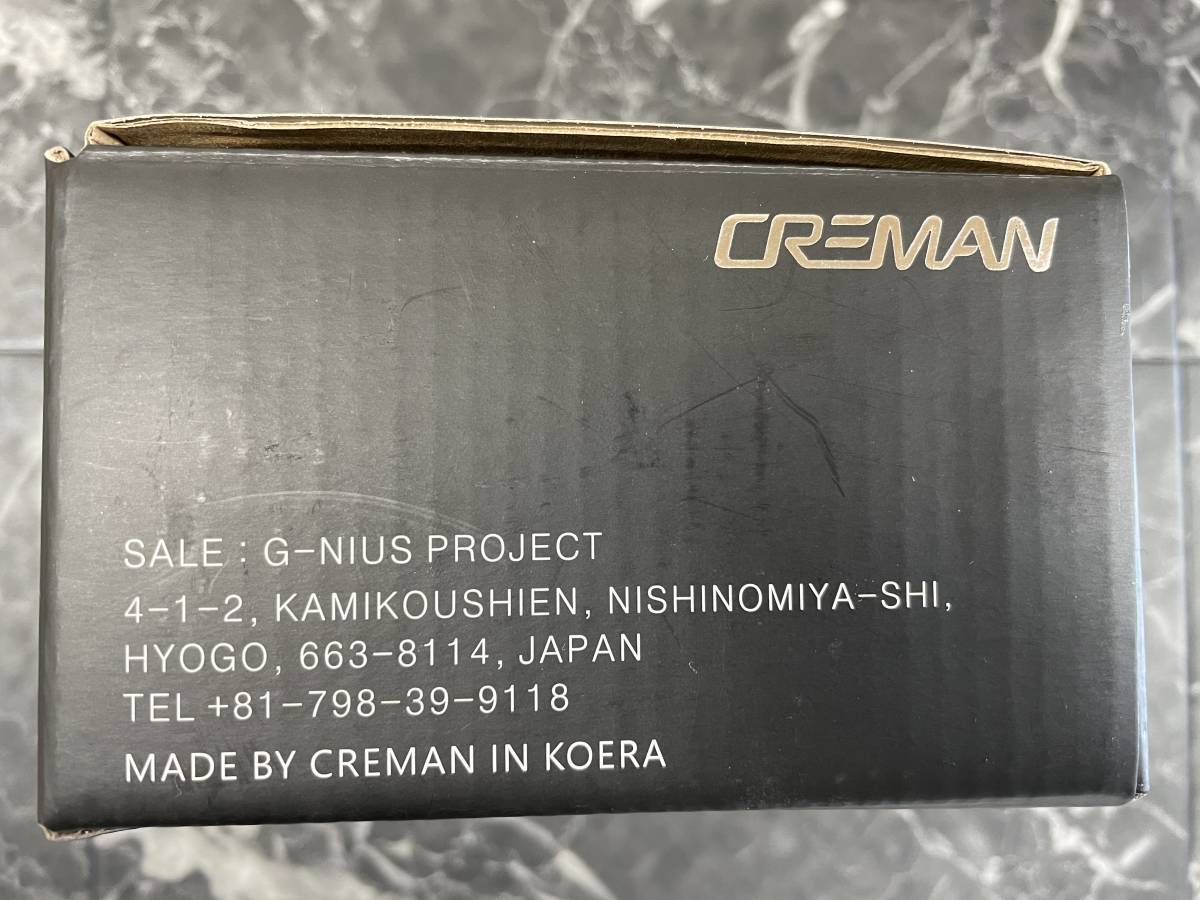 CREMAN
SALE : G-NIUS PROJECT
4-1-2, KAMIKOUSHIEN, NISHINOMIYA-SHI,
HYOGO, 663-8114, JAPAN
TEL +81-798-39-9118
MADE BY CREMAN IN KOERA